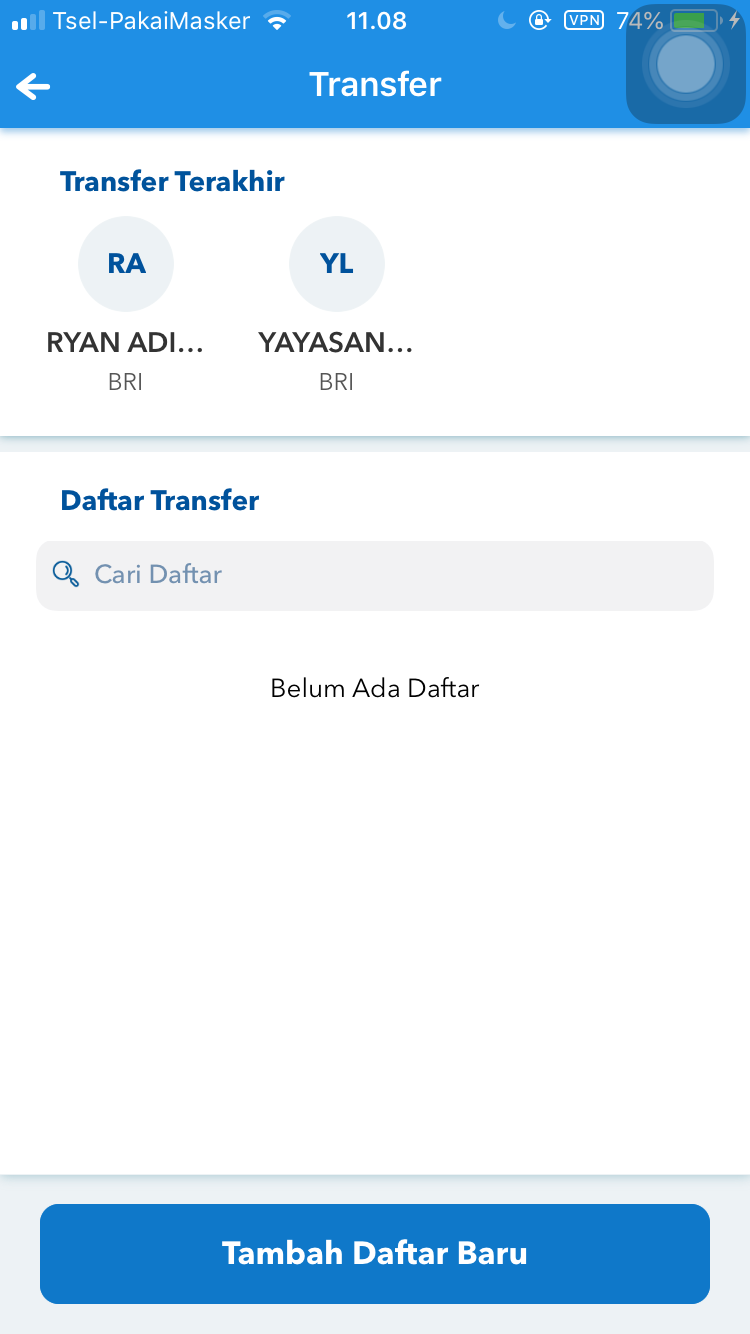 Tsel-PakaiMasker 11.08 VPN 74%
Transfer
Transfer Terakhir
RA YL
RYAN ADI... YAYASAN...
BRI BRI
Daftar Transfer
Cari Daftar
Belum Ada Daftar
Tambah Daftar Baru